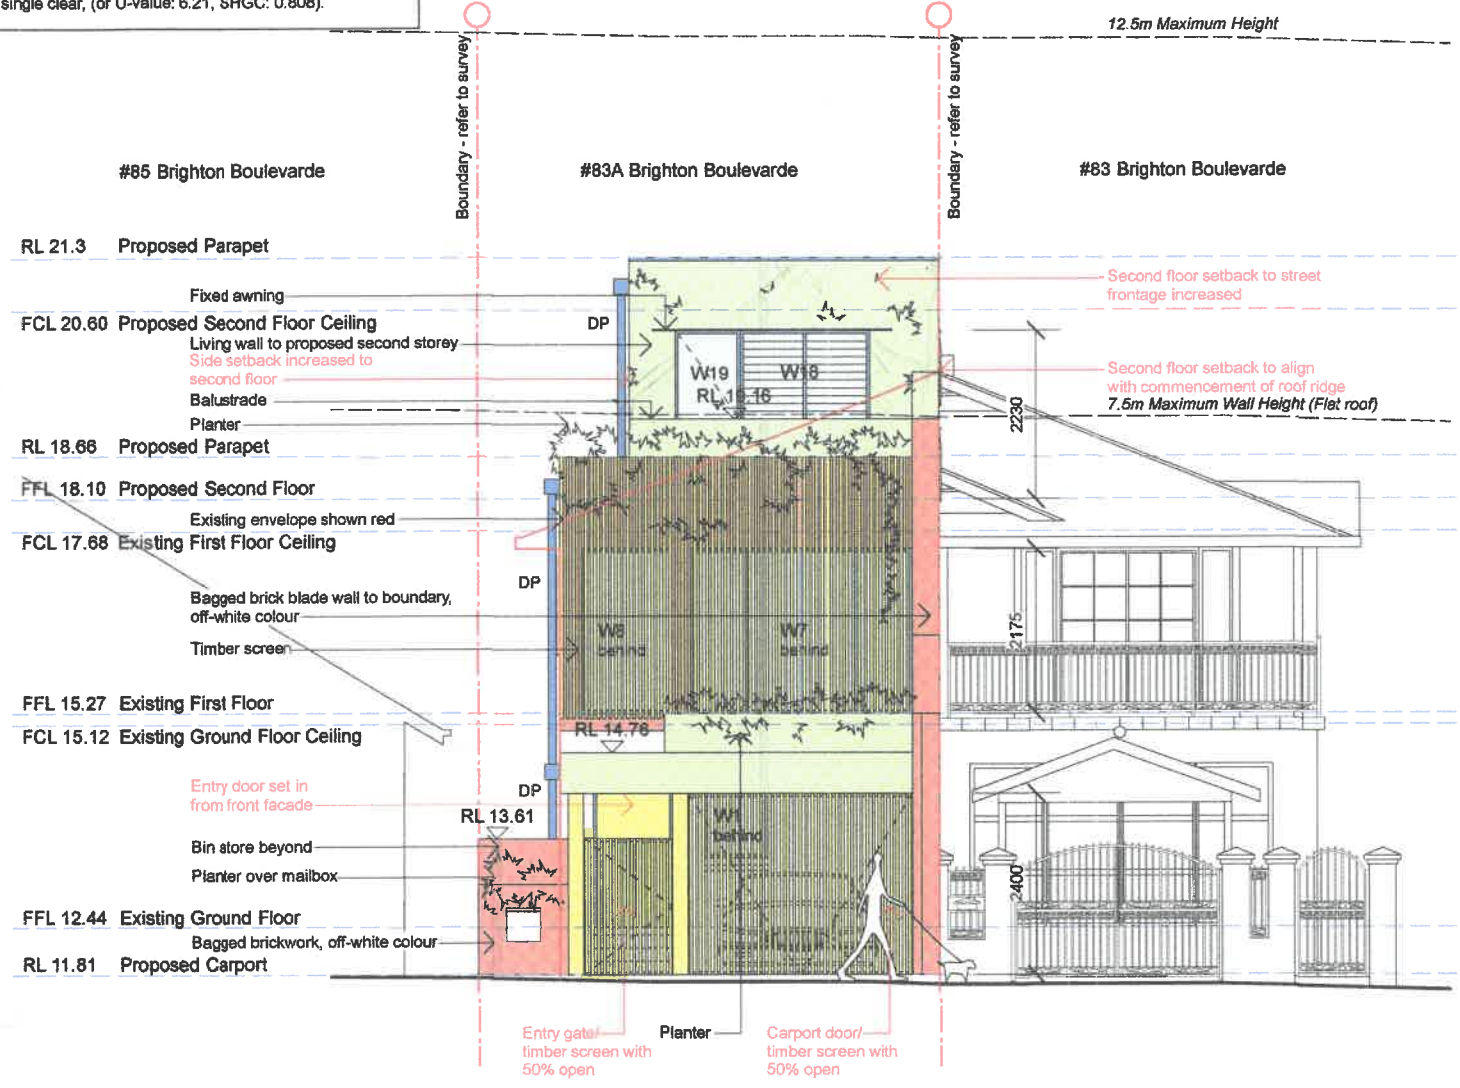 single clear, (or U-value: 6.21, SHGC: 0.808).
12.5m Maximum Height
Boundary - refer to survey
Boundary - refer to survey
#85 Brighton Boulevarde
#83A Brighton Boulevarde
#83 Brighton Boulevarde
RL 21.3 Proposed Parapet
Second floor setback to street
frontage increased
Fixed awning
FCL 20.60 Proposed Second Floor Ceiling
DP
Living wall to proposed second storey
Side setback increased to
second floor
W19
W18
RL 19.16
Second floor setback to align
with commencement of roof ridge
7.5m Maximum Wall Height (Flat roof)
Balustrade
2230
Planter
RL 18.66 Proposed Parapet
FFL 18.10 Proposed Second Floor
Existing envelope shown red
FCL 17.68 Existing First Floor Ceiling
DP
Bagged brick blade wall to boundary,
off-white colour
W6
behind
W7
behind
2175
Timber screen
FFL 15.27 Existing First Floor
RL 14.78
FCL 15.12 Existing Ground Floor Ceiling
Entry door set in
from front facade
DP
RL 13.61
W1
behind
Bin store beyond
Planter over mailbox
2400
FFL 12.44 Existing Ground Floor
Bagged brickwork, off-white colour
RL 11.81 Proposed Carport
Entry gate/
timber screen with
50% open
Planter
Carport door/
timber screen with
50% open